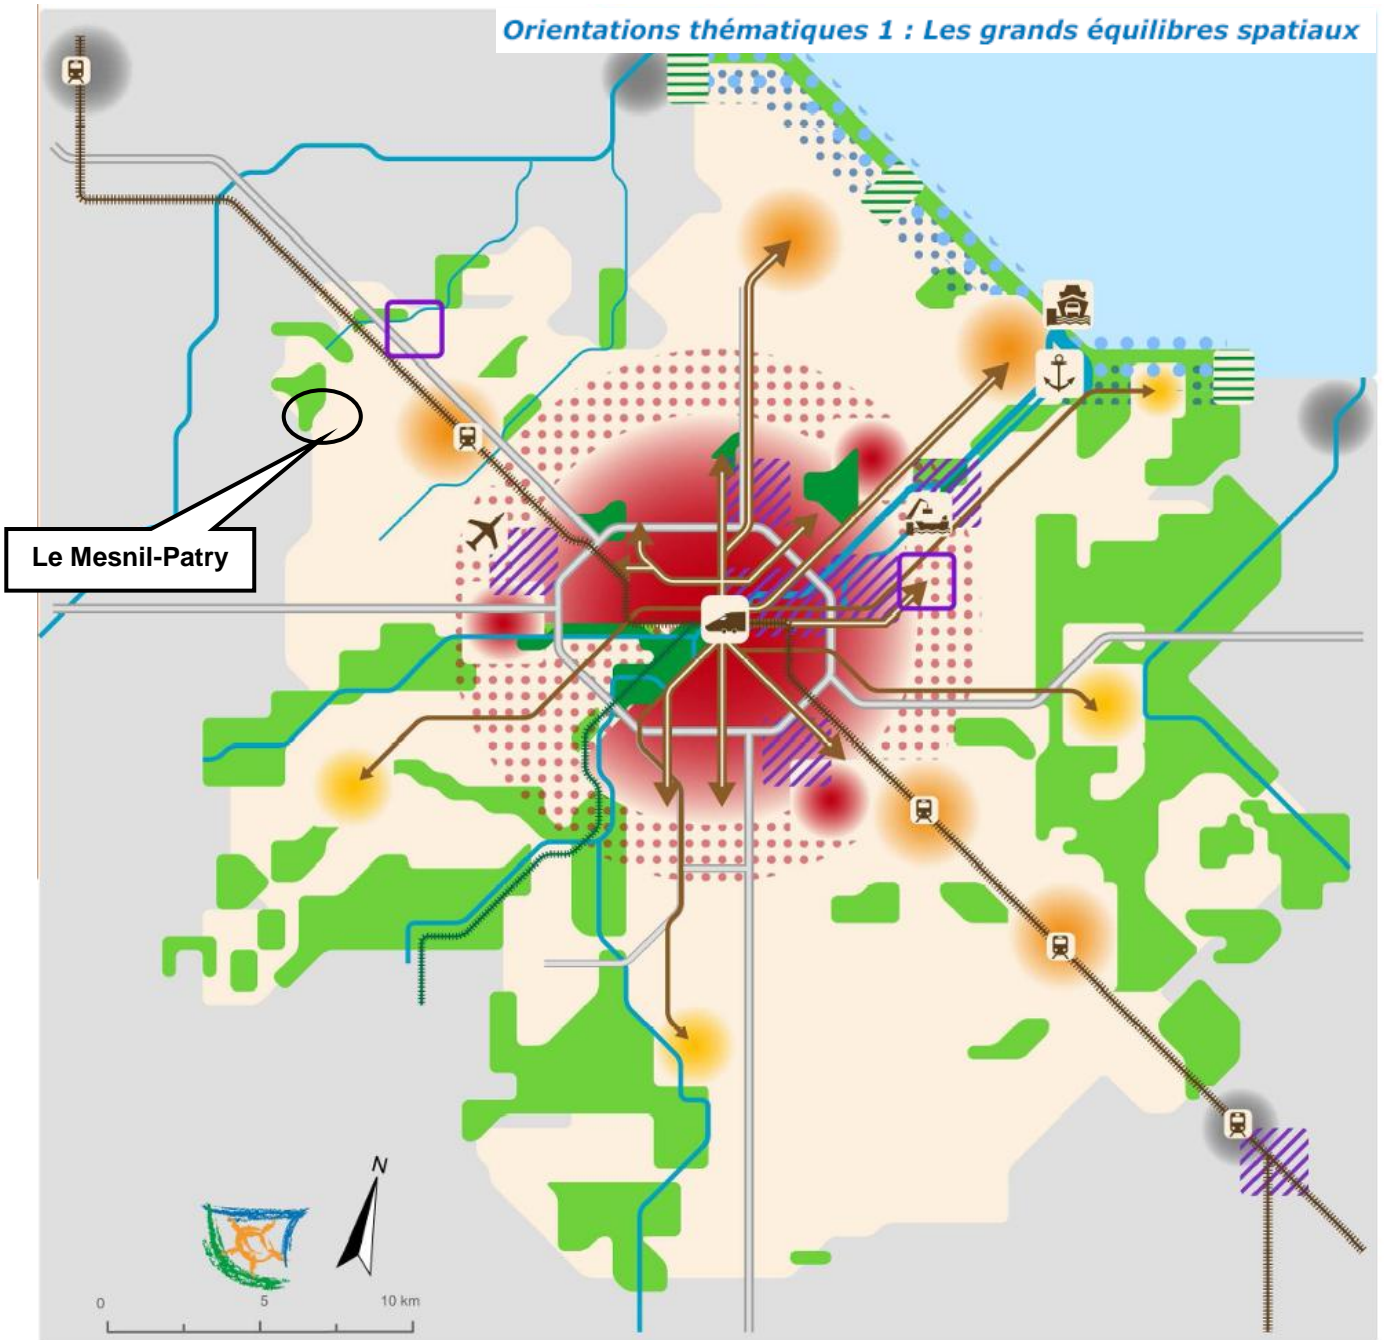 Orientations thématiques 1 : Les grands équilibres spatiaux
Le Mesnil-Patry
N
0 5 10 km